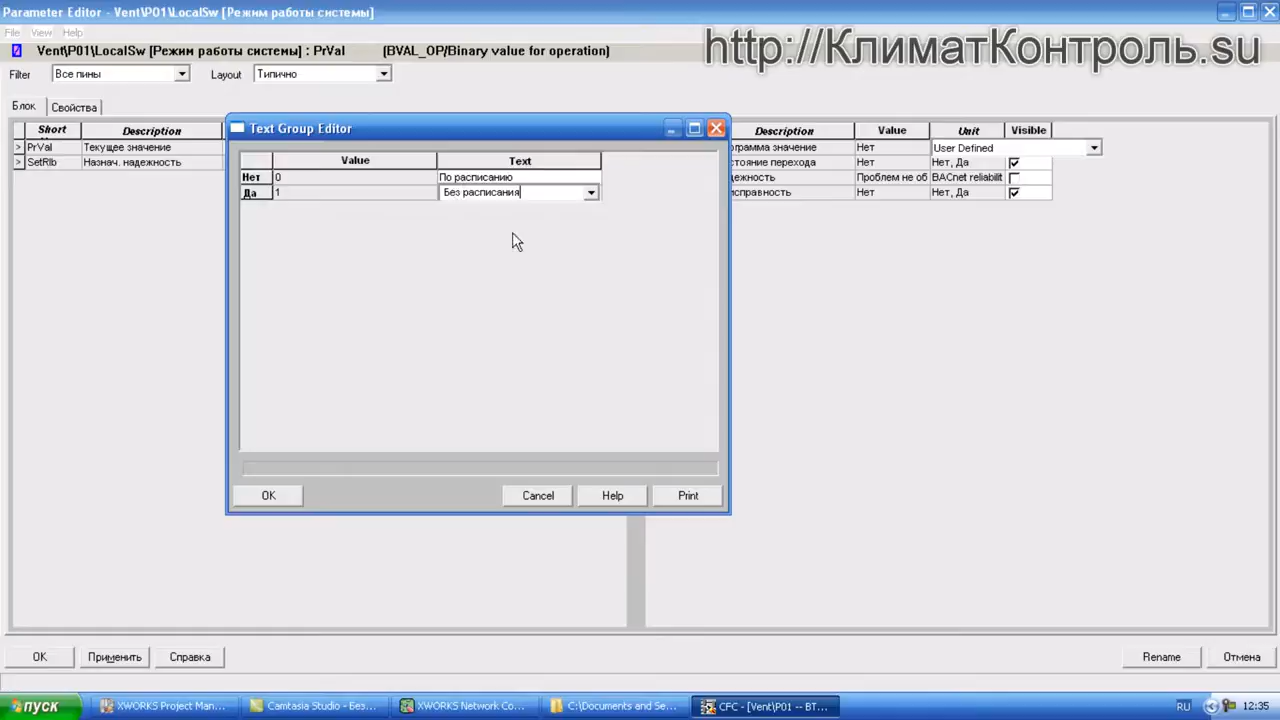 Parameter Editor - Vent\P01\LocalSw [Режим работы системы]
File View Help
Vent\P01\LocalSw [Режим работы системы] : PrVal (BVAL_OP/Binary value for operation)
http://КлиматКонтроль.su
Filter Все пины Layout Типично
Блок Свойства
Short Description Description Value Unit Visible
> PrVal Текущее значение ограмма значение Нет User Defined
> SetRlb Назнач. надежность стояние перехода Нет Нет, Да
дежность Проблем не об BACnet reliabilit
исправность Нет Нет, Да
Text Group Editor
Value Text
Нет 0 По расписанию
Да 1 Без расписания
OK Cancel Help Print
OK Применить Справка Rename Отмена
пуск XWORKS Project Man... Camtasia Studio - Без... XWORKS Network Co... C:\Documents and Se... CFC - [Vent\P01 -- BT... RU 12:35